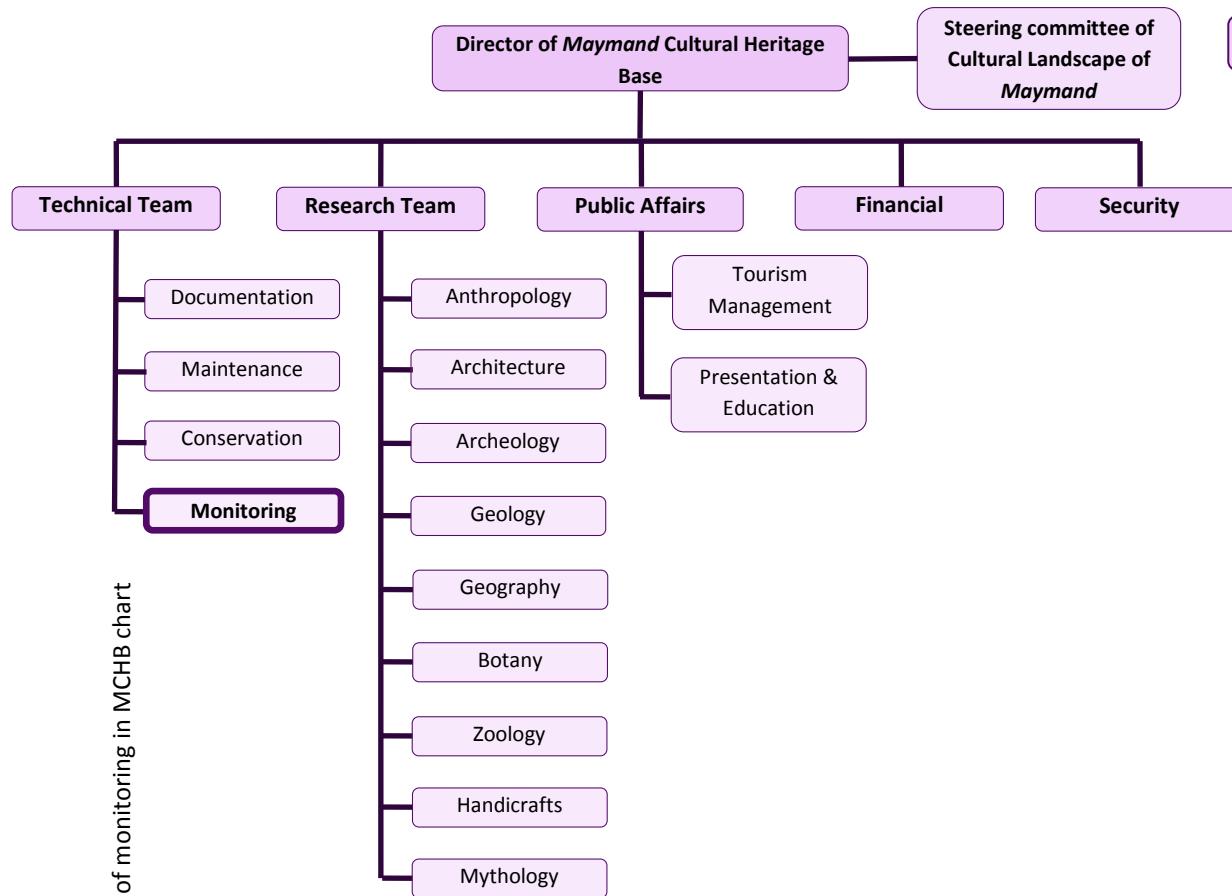 Director of Maymand Cultural Heritage
Base
Steering committee of
Cultural Landscape of
Maymand
Technical Team
Research Team
Public Affairs
Financial
Security
Documentation
Maintenance
Conservation
Monitoring
Anthropology
Architecture
Archeology
Geology
Geography
Botany
Zoology
Handicrafts
Mythology
Tourism
Management
Presentation &
Education
of monitoring in MCHB chart